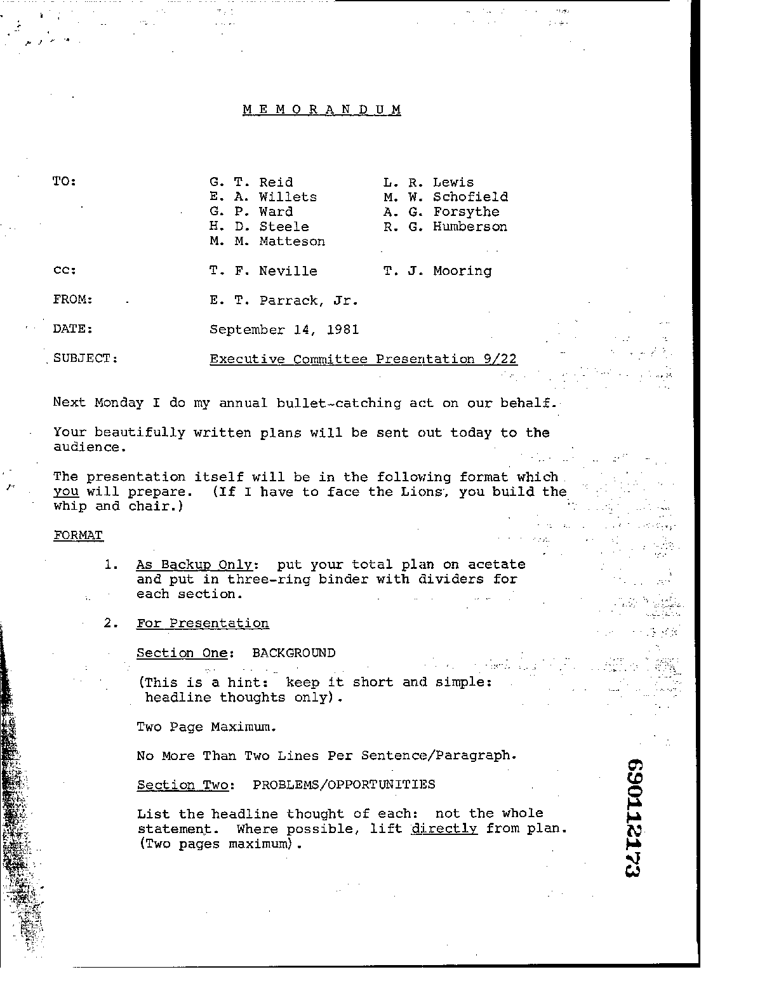 M E M O R A N D U M
TO: G. T. Reid L. R. Lewis
E. A. Willets M. W. Schofield
G. P. Ward A. G. Forsythe
H. D. Steele R. G. Humberson
M. M. Matteson
cc: T. F. Neville T. J. Mooring
FROM: E. T. Parrack, Jr.
DATE: September 14, 1981
SUBJECT: Executive Committee Presentation 9/22
Next Monday I do my annual bullet-catching act on our behalf.
Your beautifully written plans will be sent out today to the
audience.
The presentation itself will be in the following format which
you will prepare. (If I have to face the Lions, you build the
whip and chair.)
FORMAT
1. As Backup Only: put your total plan on acetate
and put in three-ring binder with dividers for
each section.
2. For Presentation
Section One: BACKGROUND
(This is a hint: keep it short and simple:
headline thoughts only).
Two Page Maximum.
No More Than Two Lines Per Sentence/Paragraph.
Section Two: PROBLEMS/OPPORTUNITIES
List the headline thought of each: not the whole
statement. Where possible, lift directly from plan.
(Two pages maximum).
690112173